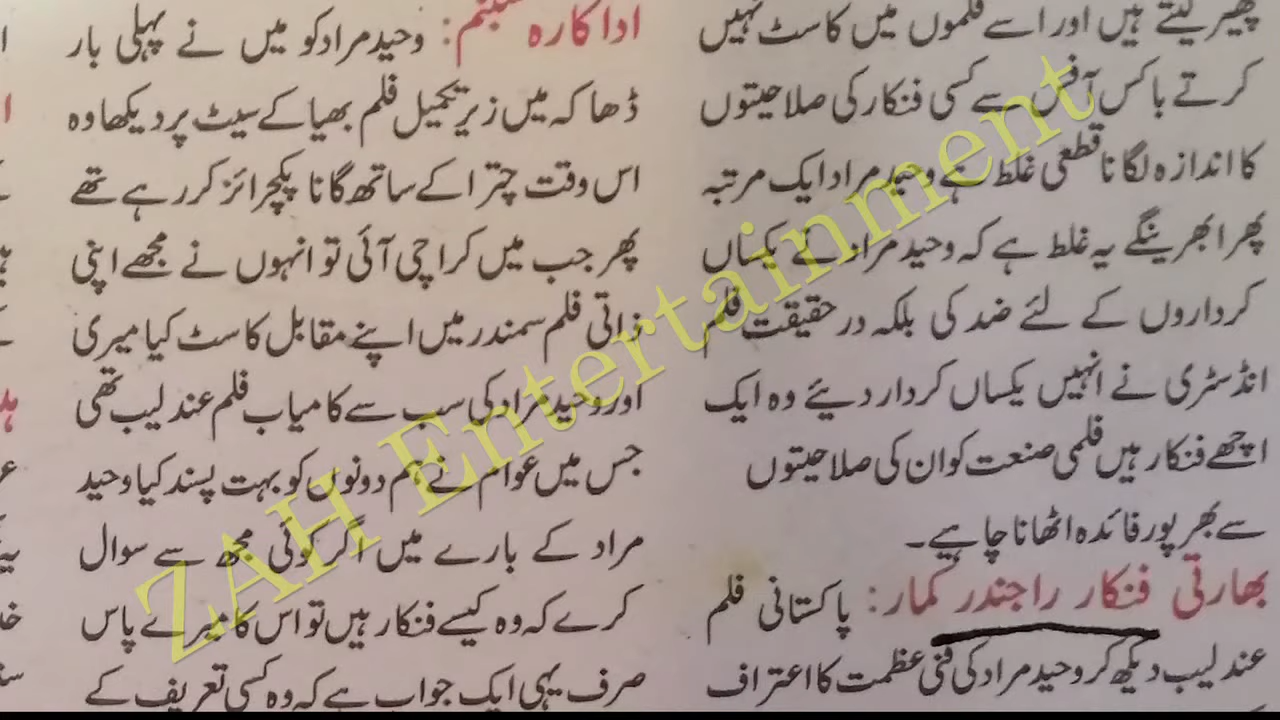 پھیر لیتے ہیں اور اسے فلموں میں کاسٹ نہیں
کرتے باکس آفس سے کسی فنکار کی صلاحیتوں
کا اندازہ لگانا قطعی غلط ہے وحید مراد ایک مرتبہ
پھر ابھرینگے یہ غلط ہے کہ وحید مراد نے یکساں
کرداروں کے لئے ضد کی بلکہ در حقیقت فلم
انڈسٹری نے انہیں یکساں کردار دیئے وہ ایک
اچھے فنکار ہیں فلمی صنعت کو ان کی صلاحیتوں
سے بھر پور فائدہ اٹھانا چاہیے۔
بھارتی فنکار راجندر کمار: پاکستانی فلم
عندلیب دیکھ کر وحید مراد کی فنی عظمت کا اعتراف
اداکارہ شبنم: وحید مراد کو میں نے پہلی بار
ڈھاکہ میں زیر تکمیل فلم بھیا کے سیٹ پر دیکھا وہ
اس وقت چترا کے ساتھ گانا پکچرائز کر رہے تھے
پھر جب میں کراچی آئی تو انہوں نے مجھے اپنی
ذاتی فلم سمندر میں اپنے مقابل کاسٹ کیا میری
اور وحید مراد کی سب سے کامیاب فلم عندلیب تھی
جس میں عوام نے ہم دونوں کو بہت پسند کیا وحید
مراد کے بارے میں اگر کوئی مجھ سے سوال
کرے کہ وہ کیسے فنکار ہیں تو اس کا میرے پاس
صرف یہی ایک جواب ہے کہ وہ کسی تعریف کے
ZAH Entertainment